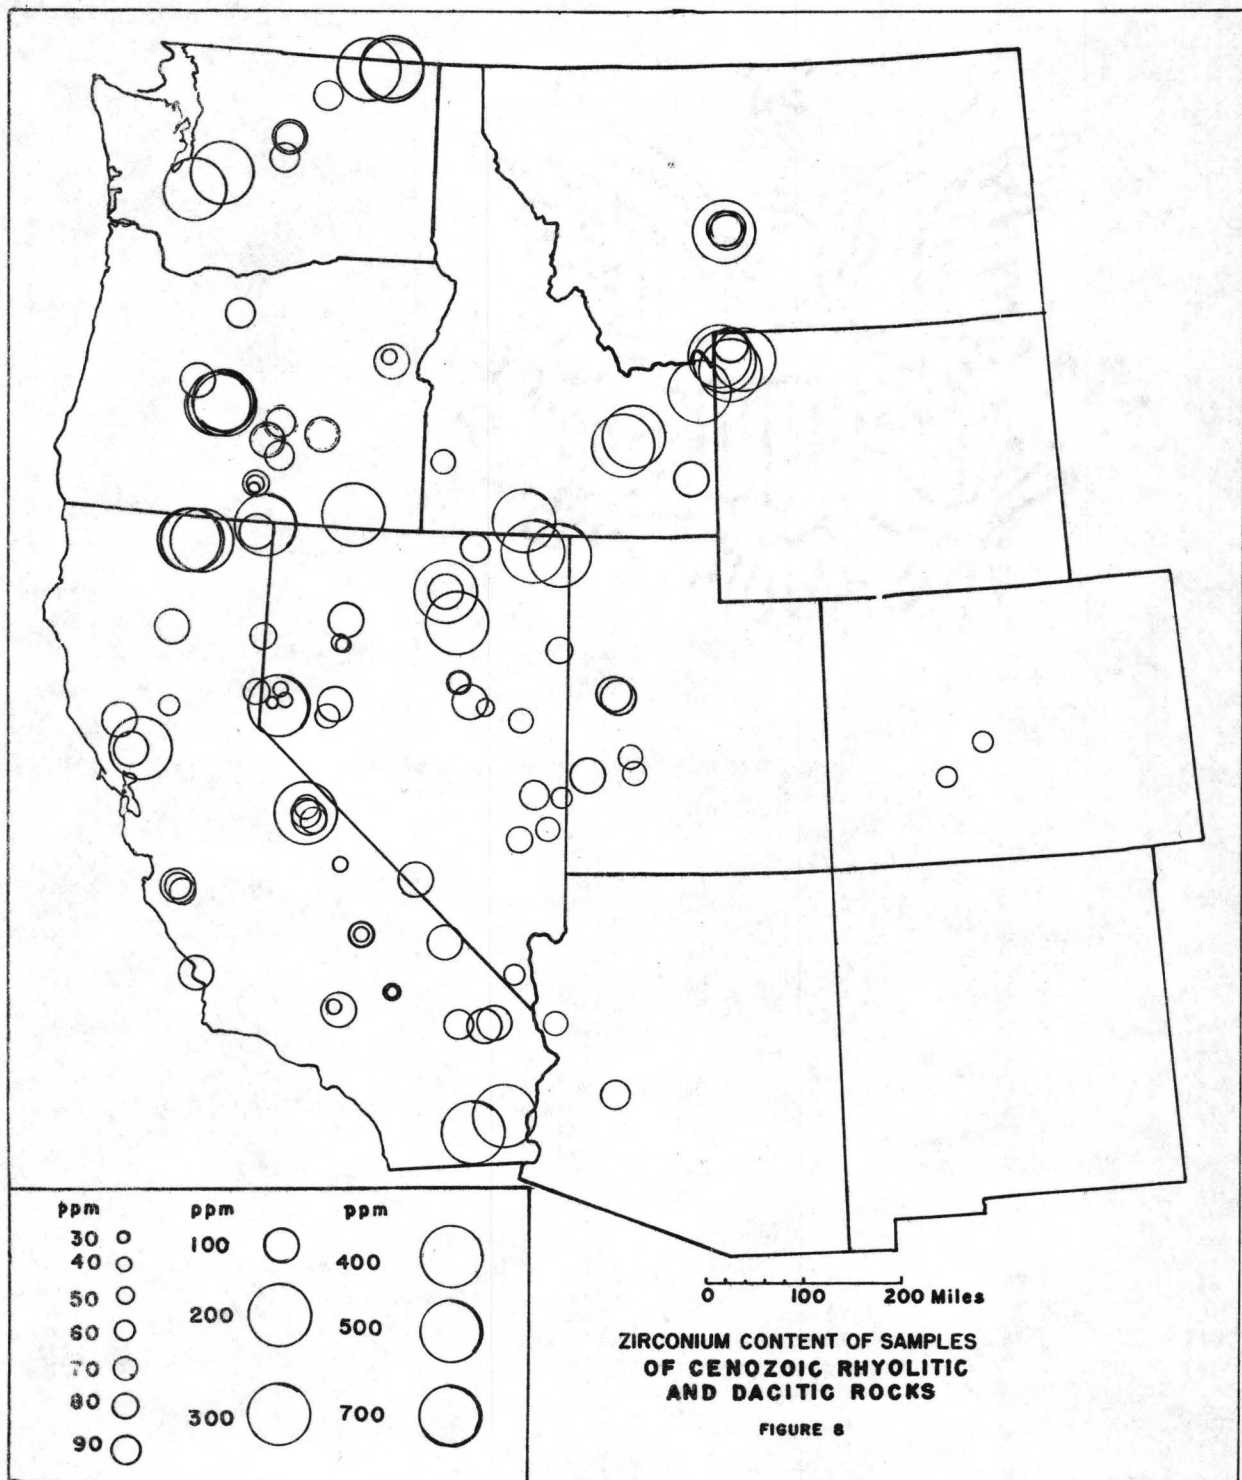 0 100 200 Miles
ZIRCONIUM CONTENT OF SAMPLES
OF CENOZOIC RHYOLITIC
AND DACITIC ROCKS
FIGURE 8
ppm
30
40
50
60
70
80
90
ppm
100
200
300
ppm
400
500
700